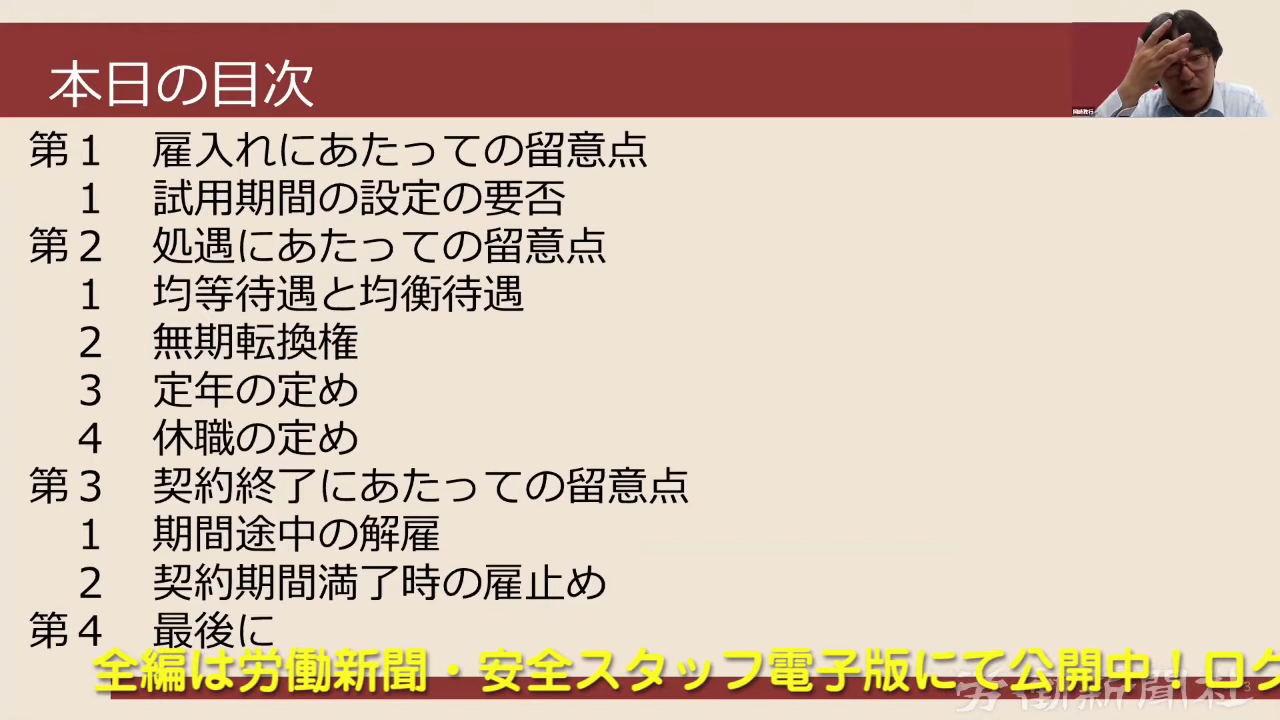 本日の目次
第1 雇入れにあたっての留意点
1 試用期間の設定の要否
第2 処遇にあたっての留意点
1 均等待遇と均衡待遇
2 無期転換権
3 定年の定め
4 休職の定め
第3 契約終了にあたっての留意点
1 期間途中の解雇
2 契約期間満了時の雇止め
第4 最後に
全編は労働新聞・安全スタッフ電子版にて公開中!ログ
労働新聞社
3